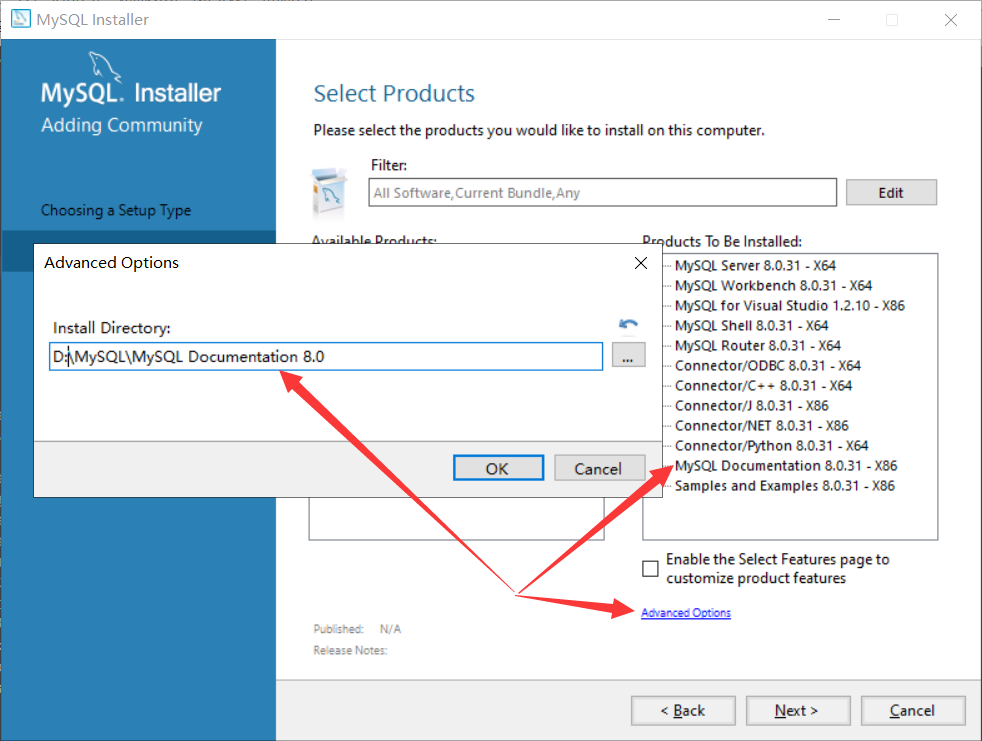 MySQL Installer
MySQL. Installer
Adding Community
Choosing a Setup Type
Select Products
Please select the products you would like to install on this computer.
Filter:
All Software,Current Bundle,Any
Edit
Available Products:
Products To Be Installed:
MySQL Server 8.0.31 - X64
MySQL Workbench 8.0.31 - X64
MySQL for Visual Studio 1.2.10 - X86
MySQL Shell 8.0.31 - X64
MySQL Router 8.0.31 - X64
Connector/ODBC 8.0.31 - X64
Connector/C++ 8.0.31 - X64
Connector/J 8.0.31 - X86
Connector/NET 8.0.31 - X86
Connector/Python 8.0.31 - X64
MySQL Documentation 8.0.31 - X86
Samples and Examples 8.0.31 - X86
Advanced Options
Install Directory:
D:\MySQL\MySQL Documentation 8.0
...
OK
Cancel
Enable the Select Features page to
customize product features
Advanced Options
Published: N/A
Release Notes:
< Back
Next >
Cancel